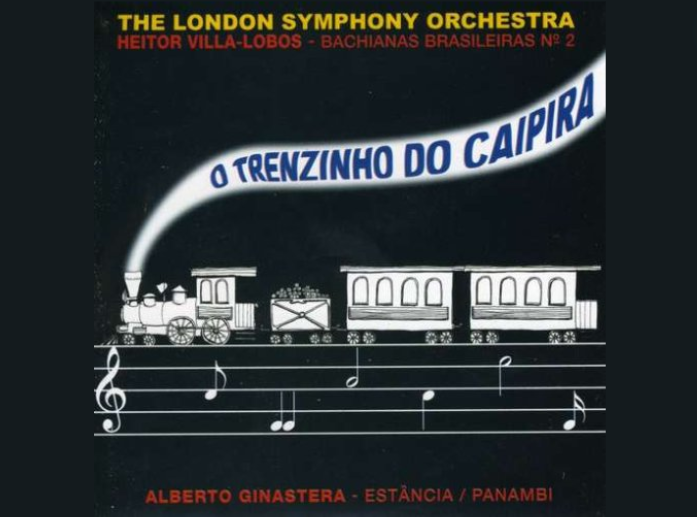 THE LONDON SYMPHONY ORCHESTRA
HEITOR VILLA-LOBOS - BACHIANAS BRASILEIRAS Nº 2
O TRENZINHO DO CAIPIRA
ALBERTO GINASTERA - ESTÂNCIA / PANAMBI